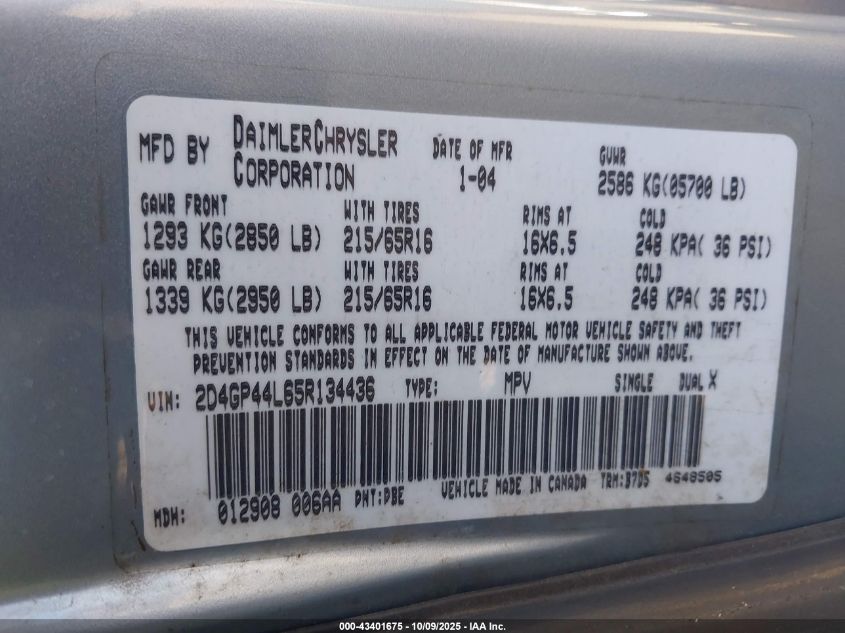 MFD BY DAIMLERCHRYSLER CORPORATION DATE OF MFR 1-04 GVWR 2586 KG(05700 LB)
GAWR FRONT WITH TIRES RIMS AT COLD
1293 KG(2850 LB) 215/65R16 16X6.5 248 KPA( 36 PSI)
GAWR REAR WITH TIRES RIMS AT COLD
1339 KG(2950 LB) 215/65R16 16X6.5 248 KPA( 36 PSI)
THIS VEHICLE CONFORMS TO ALL APPLICABLE FEDERAL MOTOR VEHICLE SAFETY AND THEFT
PREVENTION STANDARDS IN EFFECT ON THE DATE OF MANUFACTURE SHOWN ABOVE.
VIN: 2D4GP44L65R134436 TYPE: MPV SINGLE DUAL X
MDH: 012908 006AA PNT:DBE VEHICLE MADE IN CANADA TRM:B7D5 4648505
000-43401675 10/09/2025 IAA Inc.